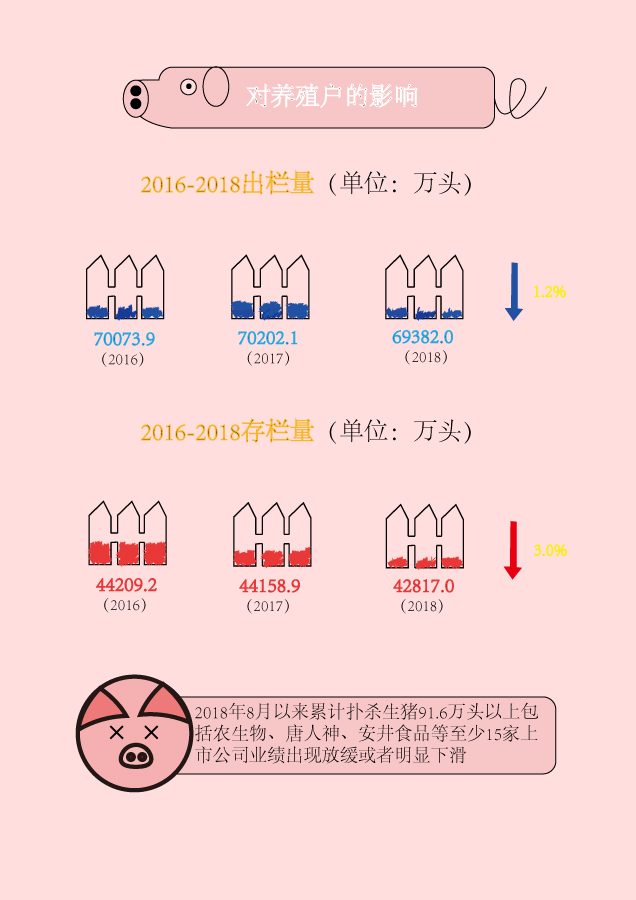 对养殖户的影响
2016-2018出栏量（单位：万头）
1.2%
70073.9 70202.1 69382.0
（2016） （2017） （2018）
2016-2018存栏量（单位：万头）
3.0%
44209.2 44158.9 42817.0
（2016） （2017） （2018）
2018年8月以来累计扑杀生猪91.6万头以上包
括农生物、唐人神、安井食品等至少15家上
市公司业绩出现放缓或者明显下滑